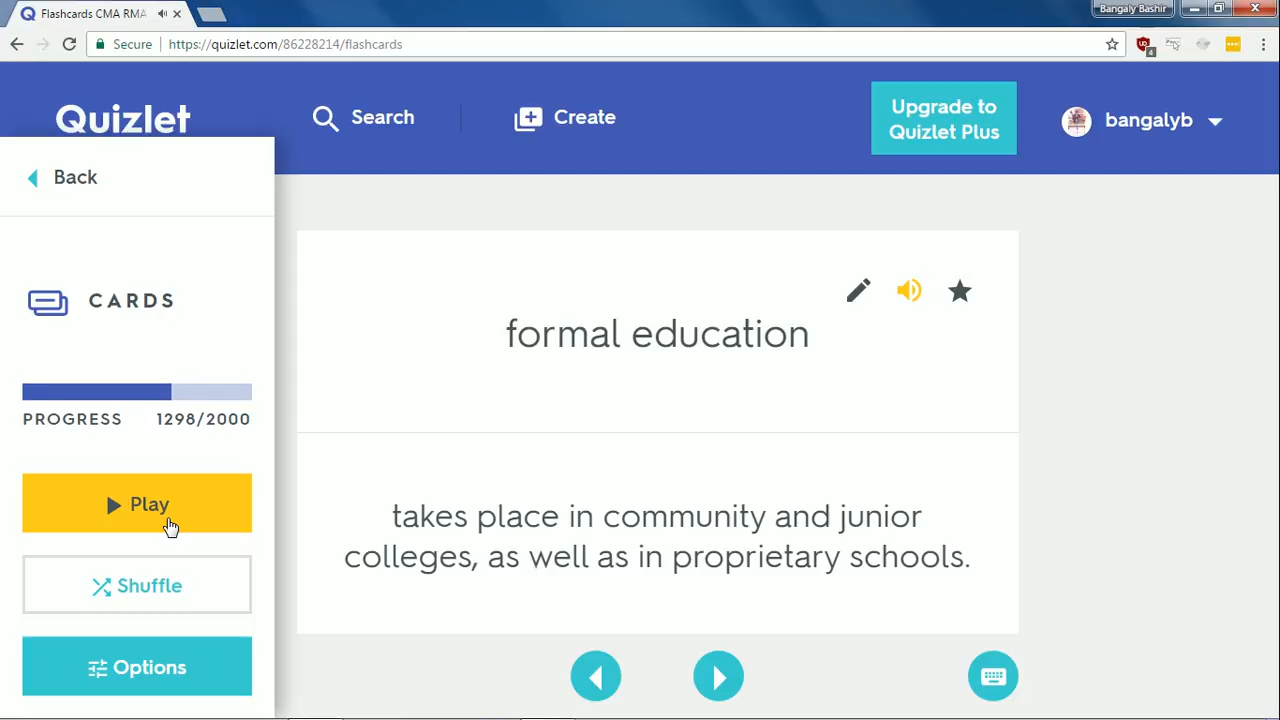 Flashcards CMA RMA
Bangaly Bashir
Secure
https://quizlet.com/86228214/flashcards
4
Quizlet
Search
Create
Upgrade to
Quizlet Plus
bangalyb
Back
CARDS
PROGRESS 1298/2000
Play
Shuffle
Options
formal education
takes place in community and junior
colleges, as well as in proprietary schools.